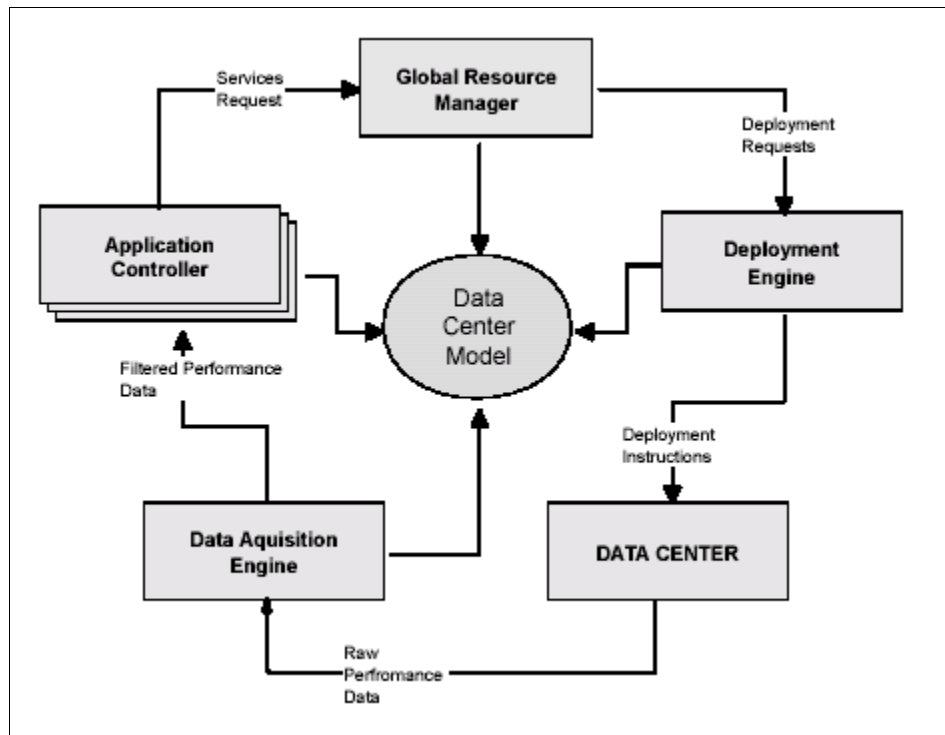 Services
Request
Global Resource
Manager
Deployment
Requests
Application
Controller
Deployment
Engine
Data
Center
Model
Filtered Performance
Data
Deployment
Instructions
Data Aquisition
Engine
DATA CENTER
Raw
Perfromance
Data